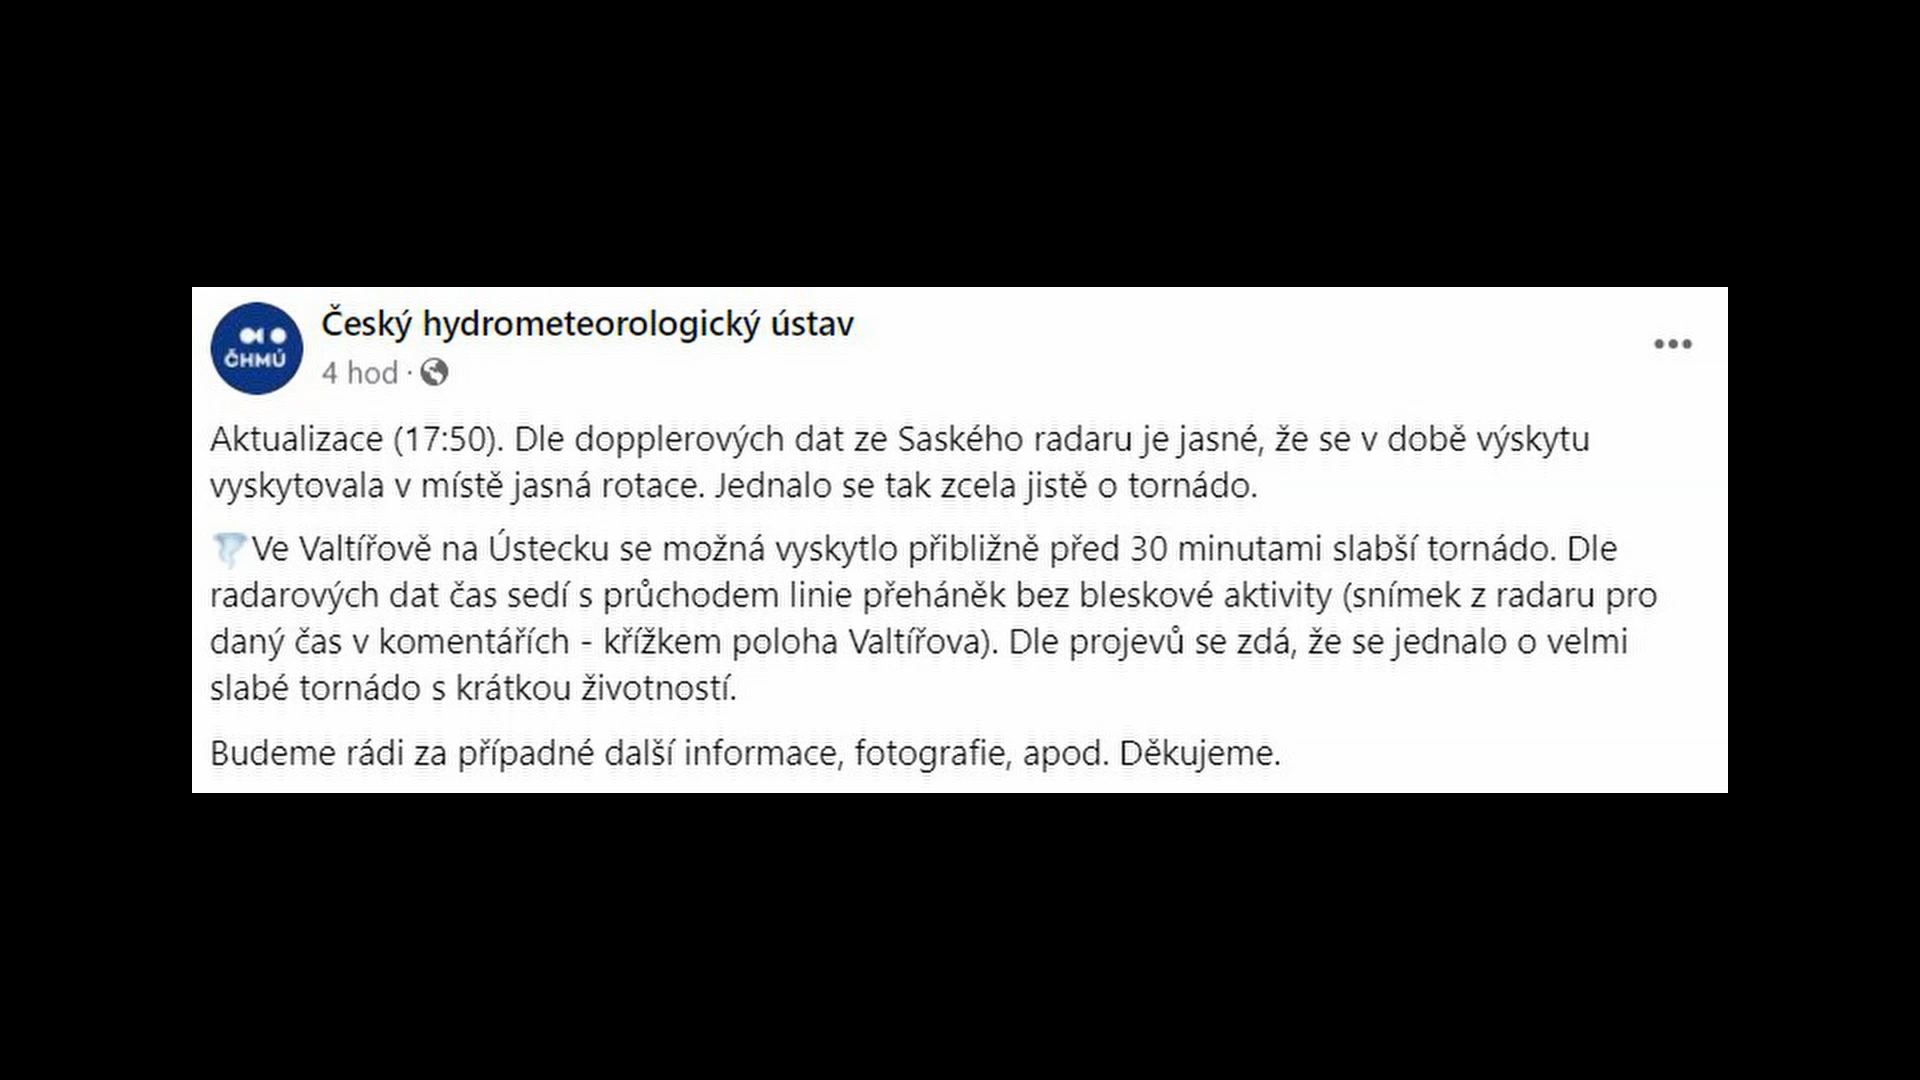 Český hydrometeorologický ústav
ČHMÚ
4 hod ·
Aktualizace (17:50). Dle dopplerových dat ze Saského radaru je jasné, že se v době výskytu
vyskytovala v místě jasná rotace. Jednalo se tak zcela jistě o tornádo.
🌪Ve Valtířově na Ústecku se možná vyskytlo přibližně před 30 minutami slabší tornádo. Dle
radarových dat čas sedí s průchodem linie přeháněk bez bleskové aktivity (snímek z radaru pro
daný čas v komentářích - křížkem poloha Valtířova). Dle projevů se zdá, že se jednalo o velmi
slabé tornádo s krátkou životností.
Budeme rádi za případné další informace, fotografie, apod. Děkujeme.